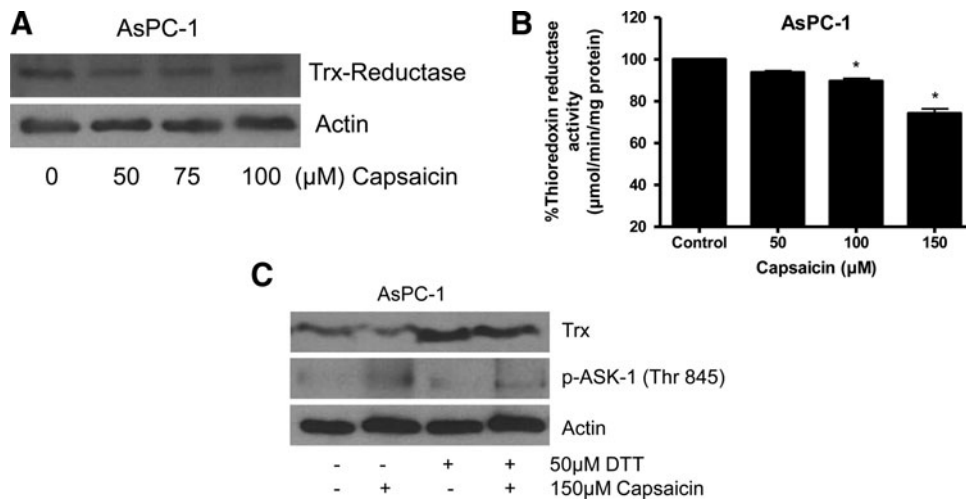 A
AsPC-1
Trx-Reductase
Actin
0 50 75 100 (µM) Capsaicin
B
AsPC-1
%Thioredoxin reductase
activity
(µmol/min/mg protein)
120
100
80
60
40
20
*
*
Control 50 100 150
Capsaicin (µM)
C
AsPC-1
Trx
p-ASK-1 (Thr 845)
Actin
- - + + 50µM DTT
- + - + 150µM Capsaicin